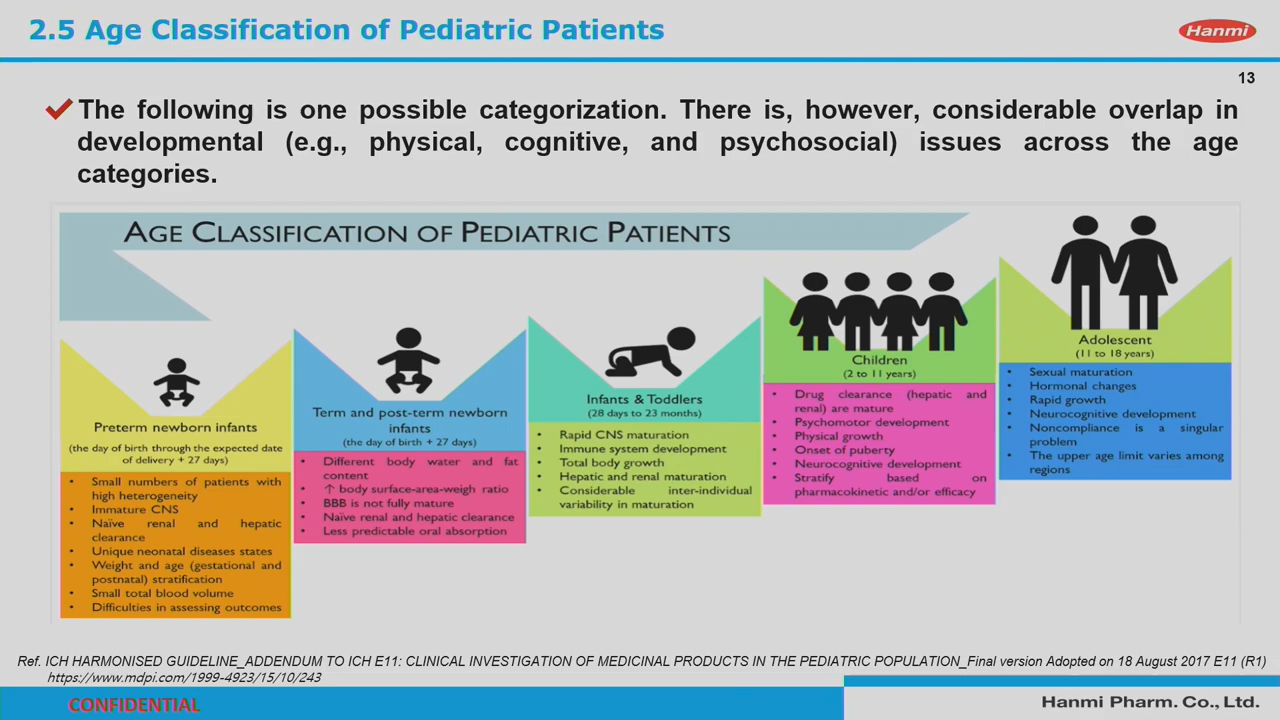 2.5 Age Classification of Pediatric Patients
Hanmi
13
The following is one possible categorization. There is, however, considerable overlap in
developmental (e.g., physical, cognitive, and psychosocial) issues across the age
categories.
AGE CLASSIFICATION OF PEDIATRIC PATIENTS
Preterm newborn infants
(the day of birth through the expected date
of delivery + 27 days)
• Small numbers of patients with
high heterogeneity
• Immature CNS
• Naïve renal and hepatic
clearance
• Unique neonatal diseases states
• Weight and age (gestational and
postnatal) stratification
• Small total blood volume
• Difficulties in assessing outcomes
Term and post-term newborn
infants
(the day of birth + 27 days)
• Different body water and fat
content
• ↑ body surface-area-weigh ratio
• BBB is not fully mature
• Naïve renal and hepatic clearance
• Less predictable oral absorption
Infants & Toddlers
(28 days to 23 months)
• Rapid CNS maturation
• Immune system development
• Total body growth
• Hepatic and renal maturation
• Considerable inter-individual
variability in maturation
Children
(2 to 11 years)
• Drug clearance (hepatic and
renal) are mature
• Psychomotor development
• Physical growth
• Onset of puberty
• Neurocognitive development
• Stratify based on
pharmacokinetic and/or efficacy
Adolescent
(11 to 18 years)
• Sexual maturation
• Hormonal changes
• Rapid growth
• Neurocognitive development
• Noncompliance is a singular
problem
• The upper age limit varies among
regions
Ref. ICH HARMONISED GUIDELINE_ADDENDUM TO ICH E11: CLINICAL INVESTIGATION OF MEDICINAL PRODUCTS IN THE PEDIATRIC POPULATION_Final version Adopted on 18 August 2017 E11 (R1)
https://www.mdpi.com/1999-4923/15/10/243
CONFIDENTIAL
Hanmi Pharm. Co., Ltd.